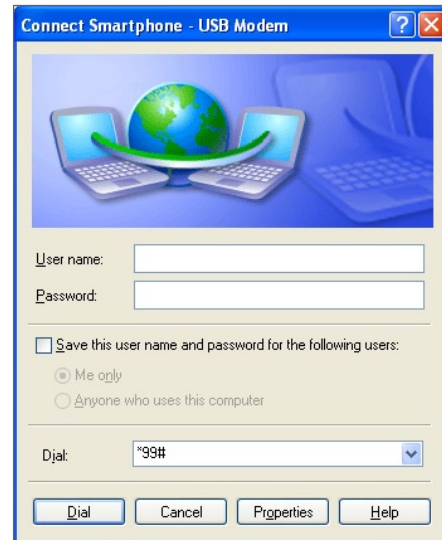 Connect Smartphone - USB Modem
User name:
Password:
Save this user name and password for the following users:
Me only
Anyone who uses this computer
Dial:
*99#
Dial
Cancel
Properties
Help